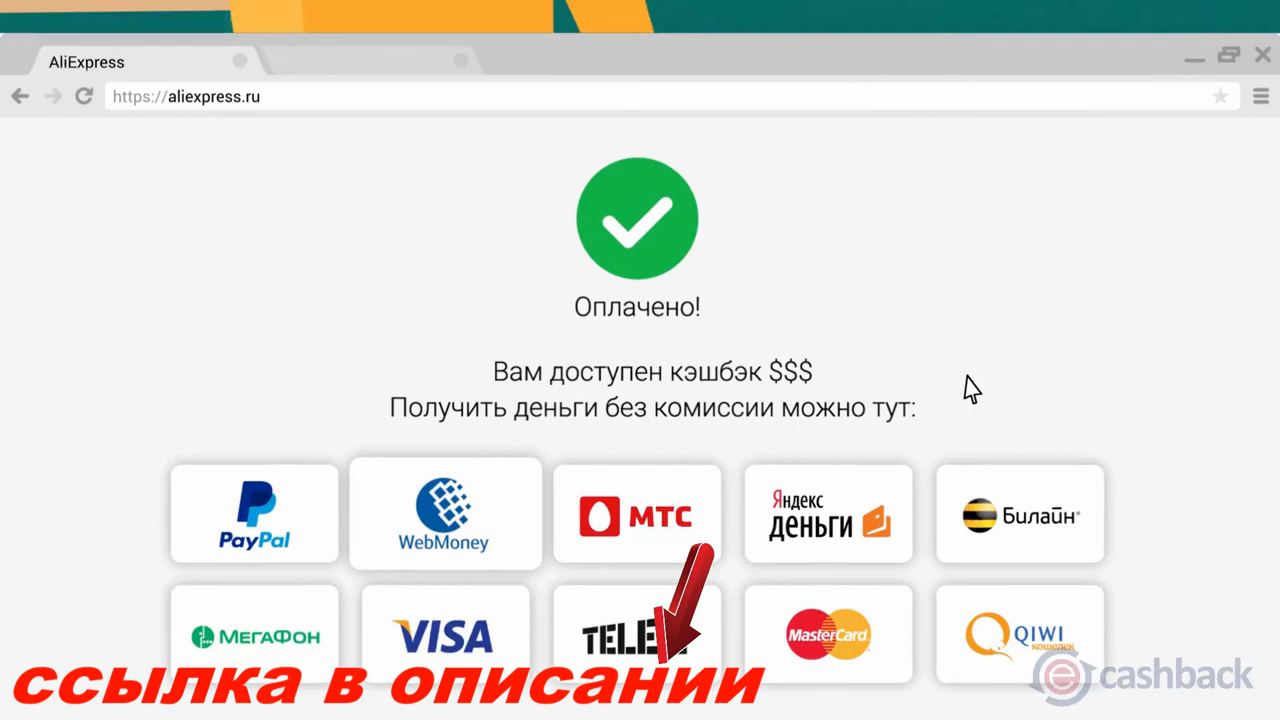 AliExpress
https://aliexpress.ru
Оплачено!
Вам доступен кэшбэк $$$
Получить деньги без комиссии можно тут:
PayPal
WebMoney
МТС
Яндекс
деньги
Билайн
МЕГАФОН
VISA
TELE
MasterCard
QIWI
кошелек
ссылка в описании
e cashback